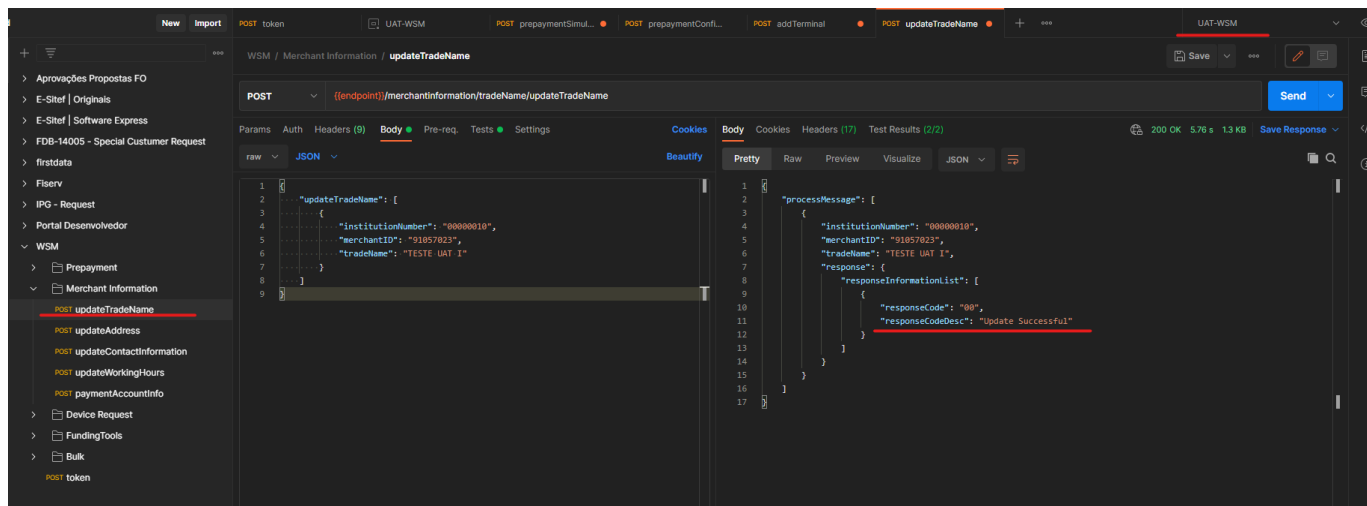 New Import
POST token
UAT-WSM
POST prepaymentSimul...
POST prepaymentConfi...
POST addTerminal
POST updateTradeName
UAT-WSM
WSM / Merchant Information / updateTradeName
Save
Aprovações Propostas FO
E-Sitef | Originais
E-Sitef | Software Express
FDB-14005 - Special Custumer Request
firstdata
Fiserv
IPG - Request
Portal Desenvolvedor
WSM
Prepayment
Merchant Information
POST updateTradeName
POST updateAddress
POST updateContactInformation
POST updateWorkingHours
POST paymentAccountInfo
Device Request
FundingTools
Bulk
POST token
POST {{endpoint}}/merchantinformation/tradeName/updateTradeName
Send
Params Auth Headers (9) Body Pre-req. Tests Settings Cookies
raw JSON Beautify
1 {
2 "updateTradeName": [
3 {
4 "institutionNumber": "00000010",
5 "merchantID": "91057023",
6 "tradeName": "TESTE UAT I"
7 }
8 ]
9 }
Body Cookies Headers (17) Test Results (2/2) 200 OK 5.76 s 1.3 KB Save Response
Pretty Raw Preview Visualize JSON
1 {
2 "processMessage": [
3 {
4 "institutionNumber": "00000010",
5 "merchantID": "91057023",
6 "tradeName": "TESTE UAT I",
7 "response": {
8 "responseInformationList": [
9 {
10 "responseCode": "00",
11 "responseCodeDesc": "Update Successful"
12 }
13 ]
14 }
15 }
16 ]
17 }